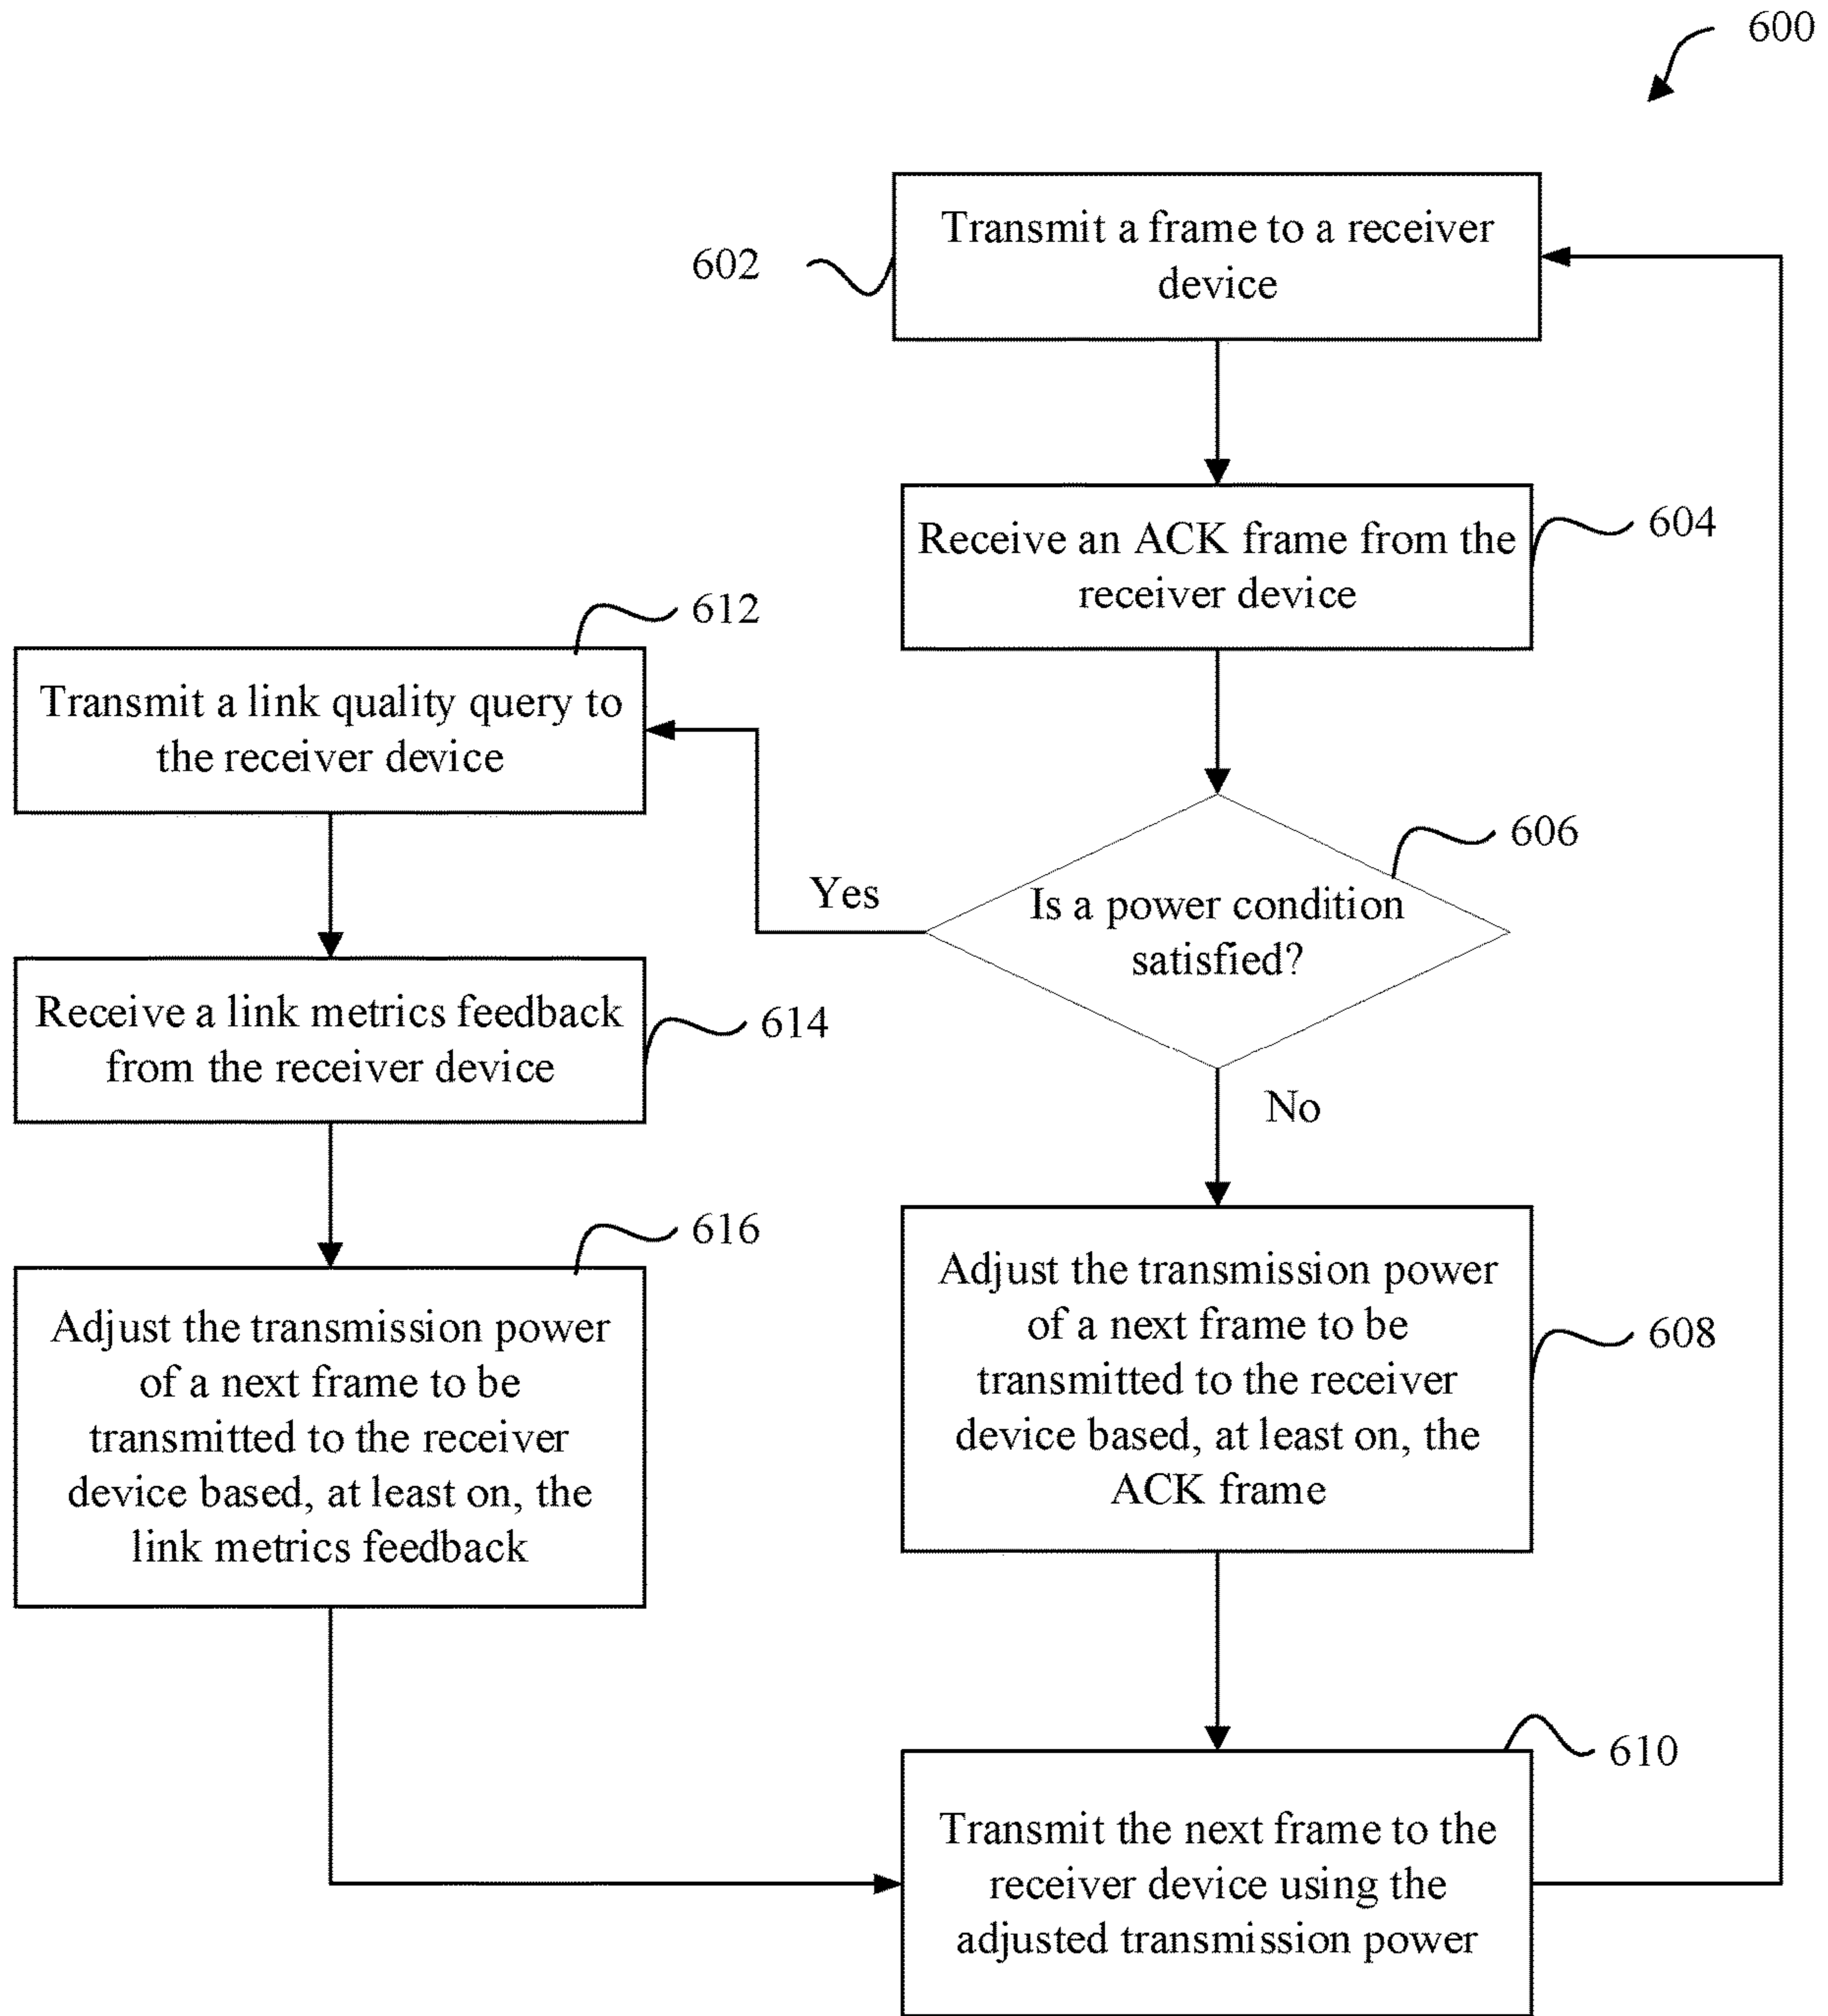 600
Transmit a frame to a receiver
device
602
Receive an ACK frame from the
receiver device
604
612
Transmit a link quality query to
the receiver device
606
Is a power condition
satisfied?
Yes
No
Receive a link metrics feedback
from the receiver device
614
616
Adjust the transmission power
of a next frame to be
transmitted to the receiver
device based, at least on, the
link metrics feedback
Adjust the transmission power
of a next frame to be
transmitted to the receiver
device based, at least on, the
ACK frame
608
610
Transmit the next frame to the
receiver device using the
adjusted transmission power